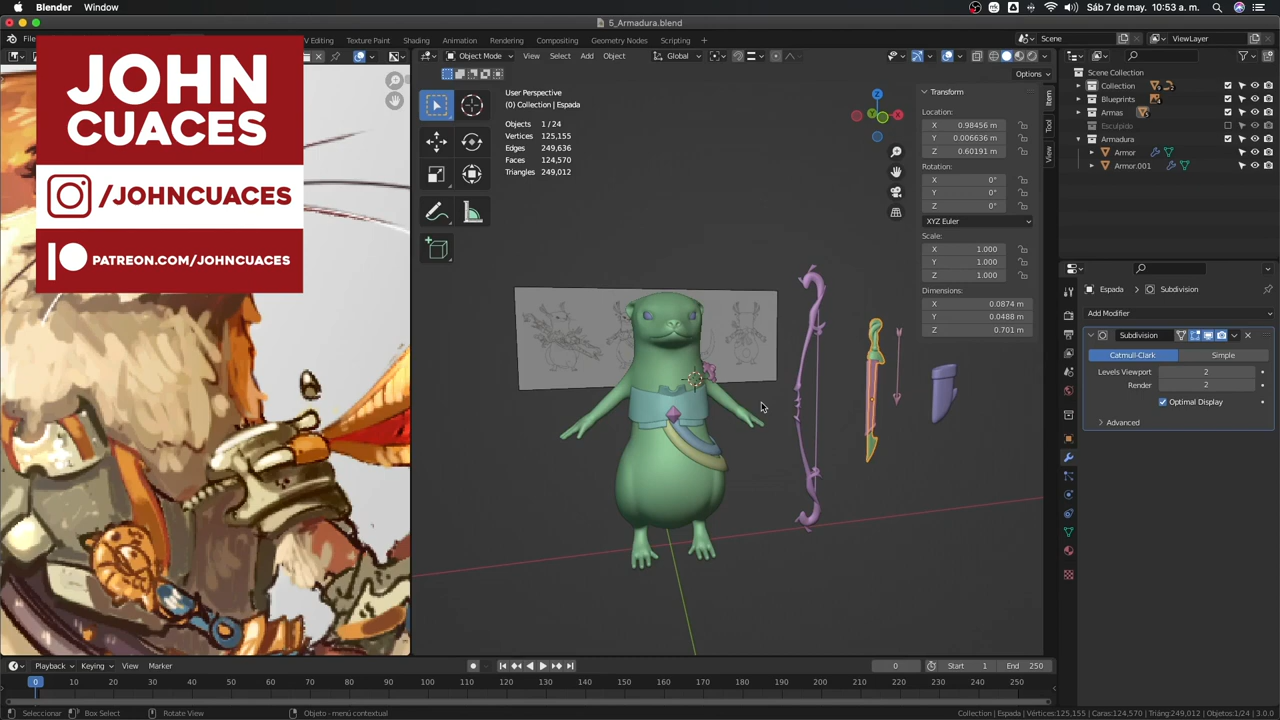 Blender Window
Sáb 7 de may. 10:53 a. m.
5_Armadura.blend
V Editing Texture Paint Shading Animation Rendering Compositing Geometry Nodes Scripting
Scene ViewLayer
Object Mode View Select Add Object Global
Options
JOHN
CUACES
/JOHNCUACES
PATREON.COM/JOHNCUACES
User Perspective
(0) Collection | Espada
Objects 1 / 24
Vertices 125,155
Edges 249,636
Faces 124,570
Triangles 249,012
Z
X
Transform
Location:
X 0.98456 m
Y 0.006636 m
Z 0.60191 m
Rotation:
X 0°
Y 0°
Z 0°
XYZ Euler
Scale:
X 1.000
Y 1.000
Z 1.000
Dimensions:
X 0.0874 m
Y 0.0488 m
Z 0.701 m
Item
Tool
View
Scene Collection
Collection
Blueprints
Armas
Esculpido
Armadura
Armor
Armor.001
Espada Subdivision
Add Modifier
Subdivision
Catmull-Clark Simple
Levels Viewport 2
Render 2
Optimal Display
Advanced
Playback Keying View Marker
0 Start 1 End 250
0 10 20 30 40 50 60 70 80 90 100 110 120 130 140 150 160 170 180 190 200 210 220 230 240 250
Seleccionar Box Select Rotate View Objeto - menú contextual
Collection | Espada | Vértices:125,155 | Caras:124,570 | Triáng:249,012 | Objetos:1/24 | 3.0.0